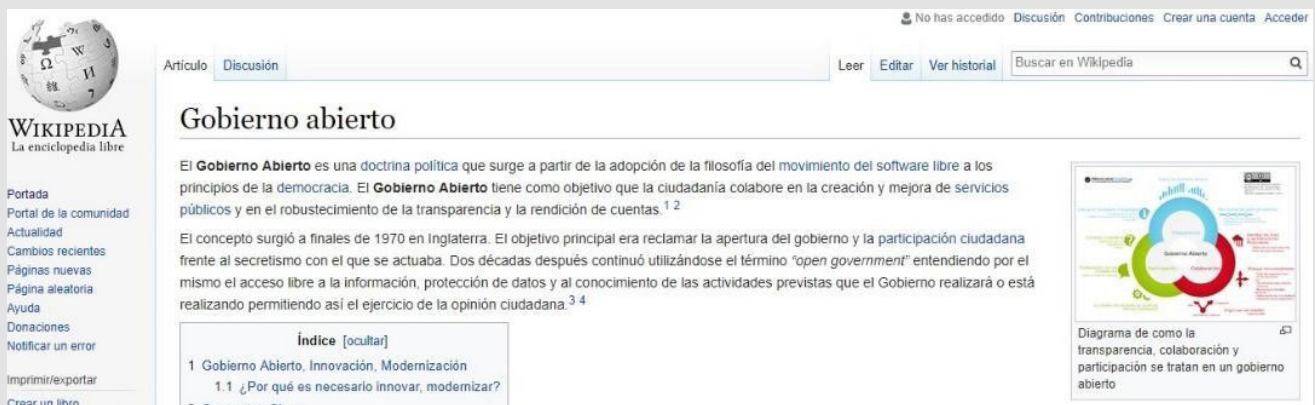 No has accedido Discusión Contribuciones Crear una cuenta Acceder
Artículo Discusión Leer Editar Ver historial Buscar en Wikipedia
WIKIPEDIA
La enciclopedia libre
Portada
Portal de la comunidad
Actualidad
Cambios recientes
Páginas nuevas
Página aleatoria
Ayuda
Donaciones
Notificar un error
Imprimir/exportar
Crear un libro
Gobierno abierto
El Gobierno Abierto es una doctrina política que surge a partir de la adopción de la filosofía del movimiento del software libre a los
principios de la democracia. El Gobierno Abierto tiene como objetivo que la ciudadanía colabore en la creación y mejora de servicios
públicos y en el robustecimiento de la transparencia y la rendición de cuentas.1 2
El concepto surgió a finales de 1970 en Inglaterra. El objetivo principal era reclamar la apertura del gobierno y la participación ciudadana
frente al secretismo con el que se actuaba. Dos décadas después continuó utilizándose el término "open government" entendiendo por el
mismo el acceso libre a la información, protección de datos y al conocimiento de las actividades previstas que el Gobierno realizará o está
realizando permitiendo así el ejercicio de la opinión ciudadana.3 4
Índice [ocultar]
1 Gobierno Abierto, Innovación, Modernización
1.1 ¿Por qué es necesario innovar, modernizar?
Gobierno Abierto
Diagrama de como la
transparencia, colaboración y
participación se tratan en un gobierno
abierto